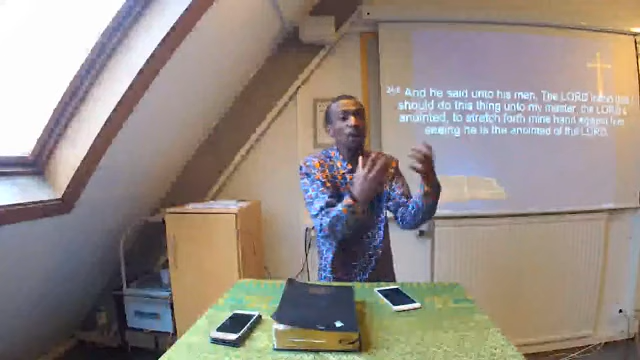 24:6 And he said unto his men, The LORD forbid that I
should do this thing unto my master, the LORD's
anointed, to stretch forth mine hand against him,
seeing he is the anointed of the LORD.